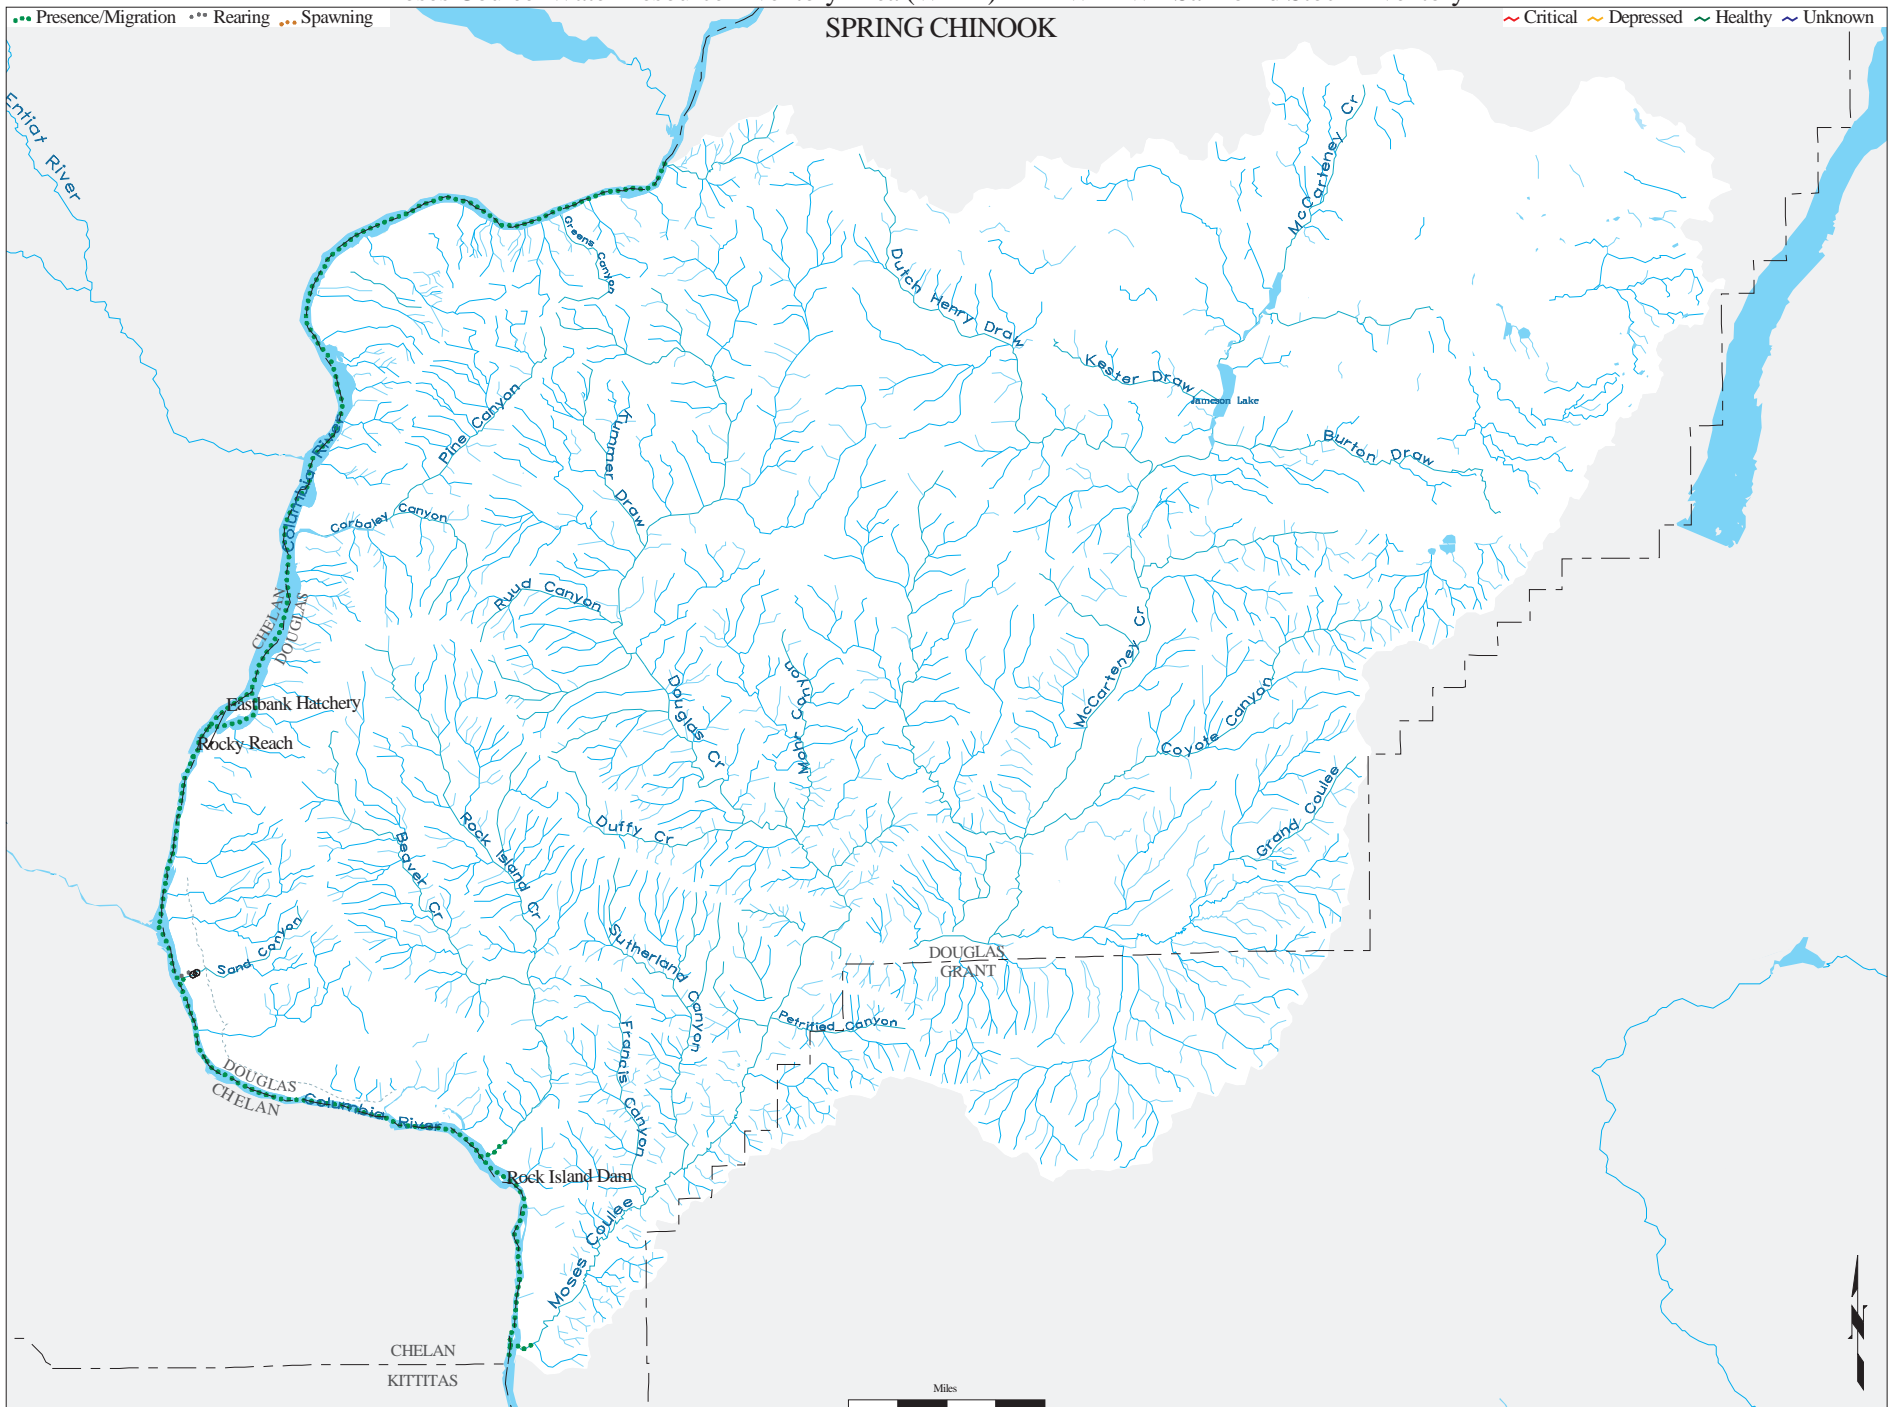 Presence/Migration Rearing Spawning
Critical Depressed Healthy Unknown
SPRING CHINOOK
Entiat River
McCarteney Cr
Greens Canyon
Dutch Henry Draw
Kester Draw
Jameson Lake
Pine Canyon
Yummer Draw
Burton Draw
Columbia River
Corbaley Canyon
Ruud Canyon
CHELAN
DOUGLAS
McCarteney Cr
Mohr Canyon
Douglas Cr
Coyote Canyon
Eastbank Hatchery
Rocky Reach
Grand Coulee
Rock Island Cr
Duffy Cr
Beaver Cr
Sand Canyon
Sutherland Canyon
DOUGLAS
GRANT
Petrified Canyon
Francis Canyon
DOUGLAS
CHELAN
Columbia River
Rock Island Dam
Moses Coulee
CHELAN
KITTITAS
Miles
N